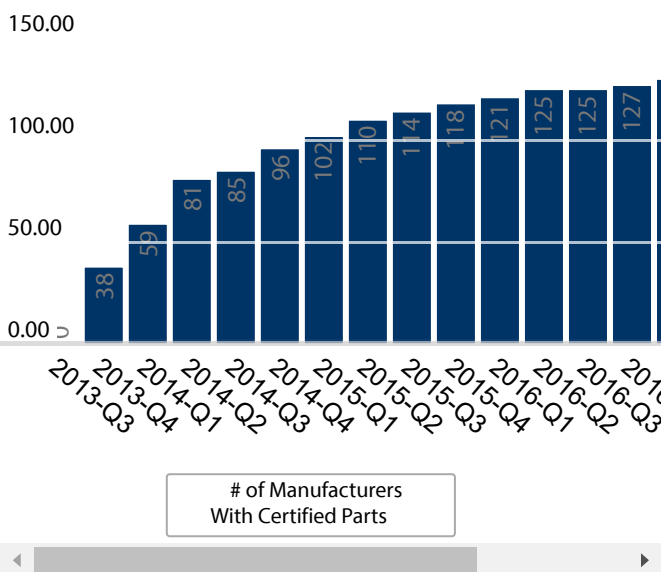 150.00
100.00
50.00
0.00
38
59
81
85
96
102
110
114
118
121
125
125
127
2013-Q3
2013-Q4
2014-Q1
2014-Q2
2014-Q3
2014-Q4
2015-Q1
2015-Q2
2015-Q3
2015-Q4
2016-Q1
2016-Q2
2016-Q3
# of Manufacturers
With Certified Parts